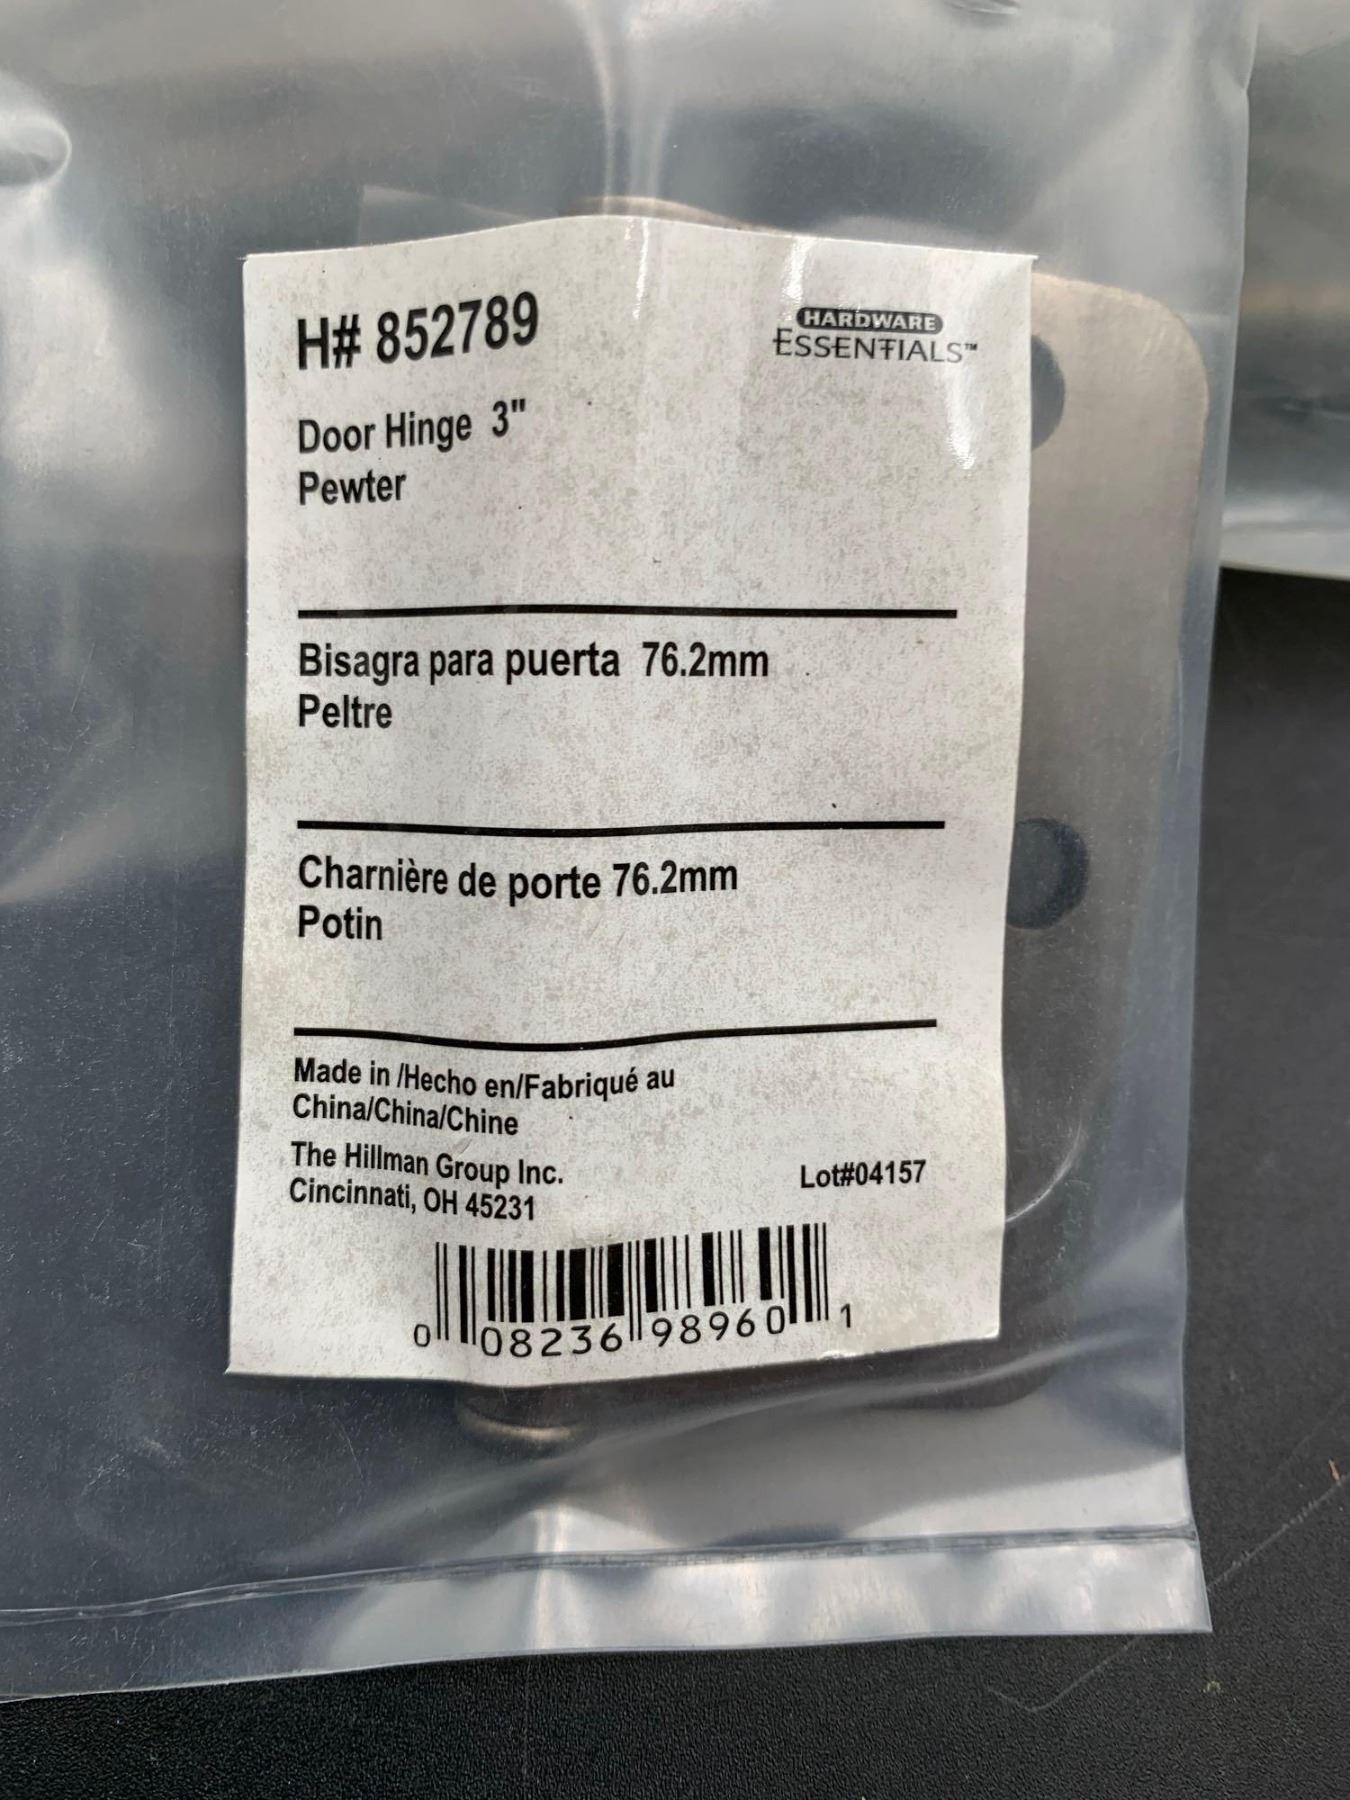 H# 852789
HARDWARE
ESSENTIALS™
Door Hinge 3"
Pewter
Bisagra para puerta 76.2mm
Peltre
Charnière de porte 76.2mm
Potin
Made in /Hecho en/Fabriqué au
China/China/Chine
The Hillman Group Inc.
Cincinnati, OH 45231
Lot#04157
0 08236 98960 1